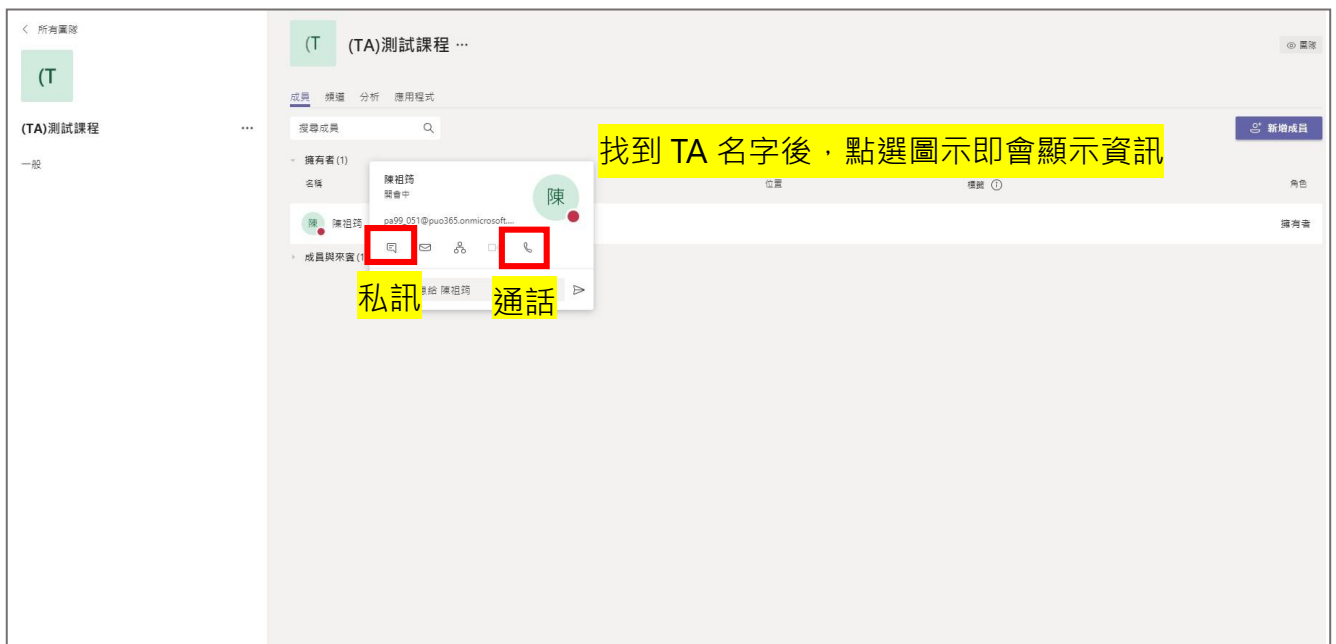 所有團隊
(T
(TA)測試課程 ···
一般
(T (TA)測試課程 ···
團隊
成員 頻道 分析 應用程式
搜尋成員
新增成員
找到 TA 名字後，點選圖示即會顯示資訊
擁有者(1)
名稱 位置 標籤 角色
陳祖筠
開會中
陳
pa99_051@puo365.onmicrosoft....
陳 陳祖筠 擁有者
成員與來賓(1
給 陳祖筠
私訊 通話